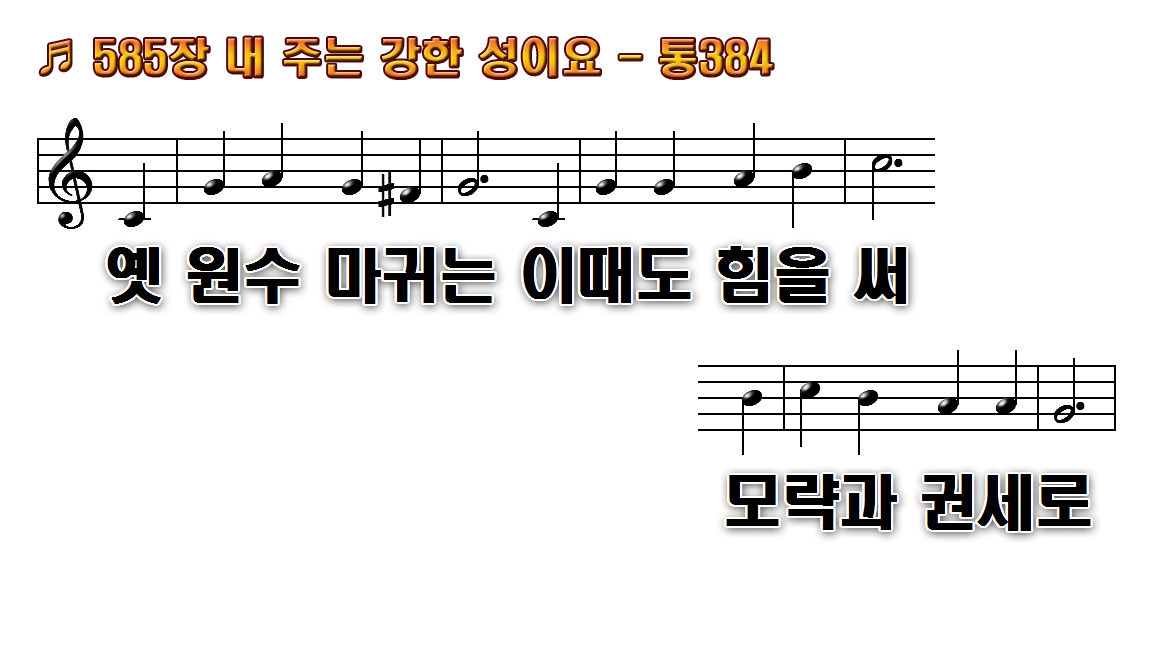 ♬ 585장 내 주는 강한 성이요 – 통384
옛 원수 마귀는 이때도 힘을 써
모략과 권세로